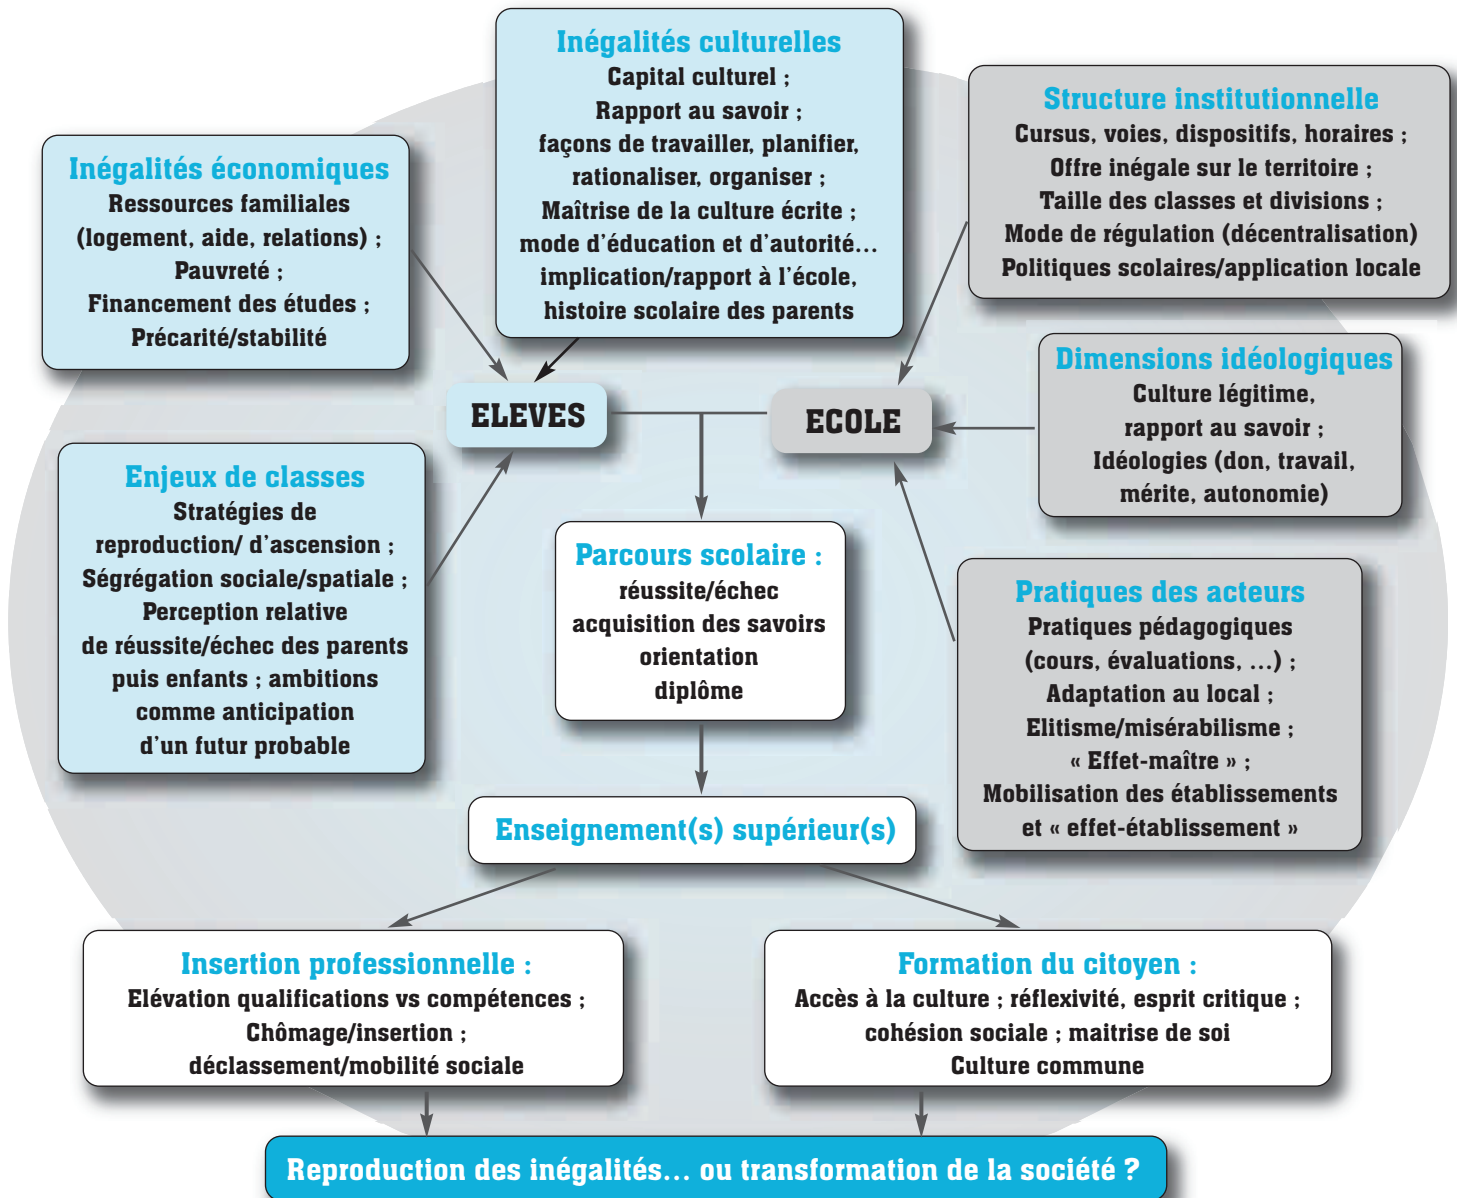 Inégalités culturelles
Capital culturel ;
Rapport au savoir ;
façons de travailler, planifier,
rationaliser, organiser ;
Maîtrise de la culture écrite ;
mode d'éducation et d'autorité...
implication/rapport à l'école,
histoire scolaire des parents
Structure institutionnelle
Cursus, voies, dispositifs, horaires ;
Offre inégale sur le territoire ;
Taille des classes et divisions ;
Mode de régulation (décentralisation)
Politiques scolaires/application locale
Inégalités économiques
Ressources familiales
(logement, aide, relations) ;
Pauvreté ;
Financement des études ;
Précarité/stabilité
Dimensions idéologiques
Culture légitime,
rapport au savoir ;
Idéologies (don, travail,
mérite, autonomie)
ELEVES
ECOLE
Enjeux de classes
Stratégies de
reproduction/ d'ascension ;
Ségrégation sociale/spatiale ;
Perception relative
de réussite/échec des parents
puis enfants ; ambitions
comme anticipation
d'un futur probable
Parcours scolaire :
réussite/échec
acquisition des savoirs
orientation
diplôme
Pratiques des acteurs
Pratiques pédagogiques
(cours, évaluations, ...) ;
Adaptation au local ;
Elitisme/misérabilisme ;
« Effet-maître » ;
Mobilisation des établissements
et « effet-établissement »
Enseignement(s) supérieur(s)
Insertion professionnelle :
Elévation qualifications vs compétences ;
Chômage/insertion ;
déclassement/mobilité sociale
Formation du citoyen :
Accès à la culture ; réflexivité, esprit critique ;
cohésion sociale ; maitrise de soi
Culture commune
Reproduction des inégalités... ou transformation de la société ?